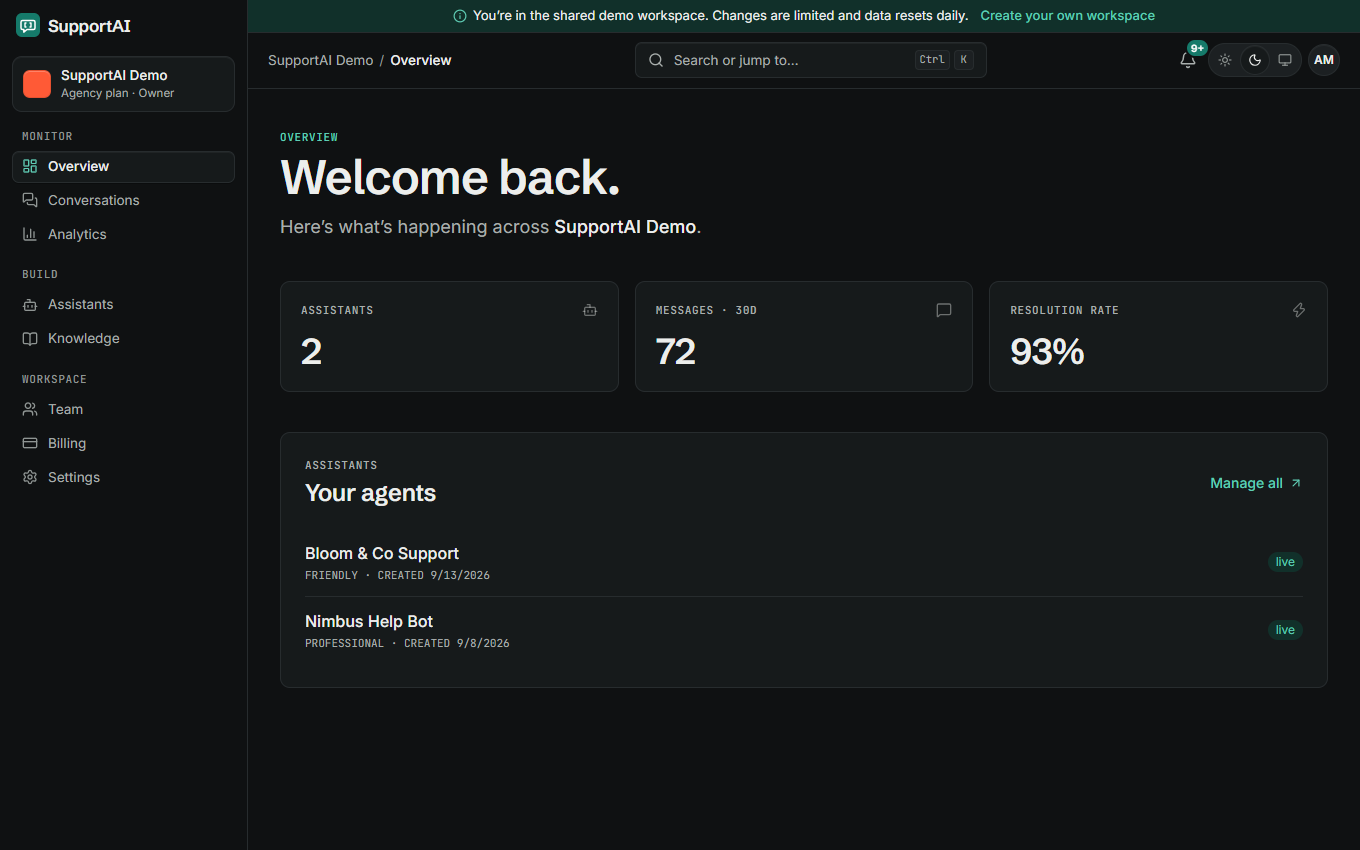 SupportAI
SupportAI Demo
Agency plan · Owner
MONITOR
Overview
Conversations
Analytics
BUILD
Assistants
Knowledge
WORKSPACE
Team
Billing
Settings
You’re in the shared demo workspace. Changes are limited and data resets daily. Create your own workspace
SupportAI Demo / Overview
Search or jump to...
Ctrl K
9+
AM
OVERVIEW
Welcome back.
Here’s what’s happening across SupportAI Demo.
ASSISTANTS
2
MESSAGES · 30D
72
RESOLUTION RATE
93%
ASSISTANTS
Your agents
Manage all
Bloom & Co Support
FRIENDLY · CREATED 9/13/2026
live
Nimbus Help Bot
PROFESSIONAL · CREATED 9/8/2026
live